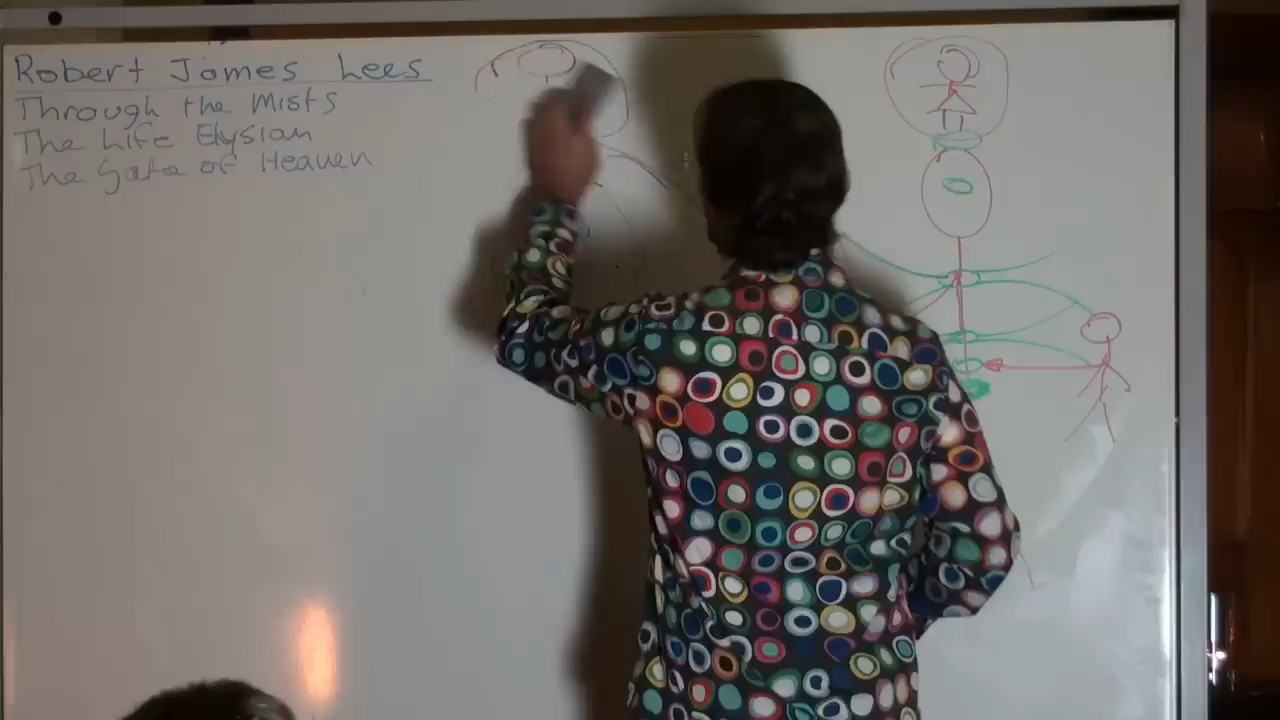 Robert James Lees
Through the Mists
The Life Elysian
The Gate of Heaven